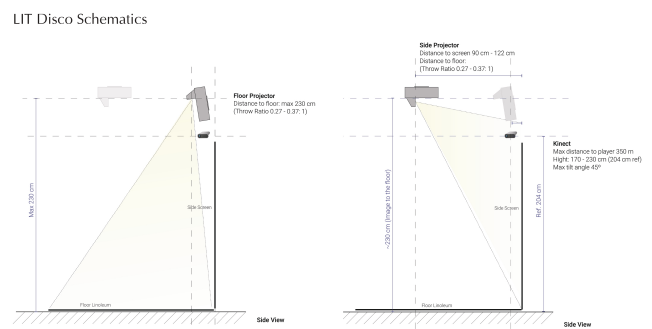 LIT Disco Schematics
Floor Projector
Distance to floor: max 230 cm
(Throw Ratio 0.27 - 0.37: 1)
Max 230 cm
Side Screen
Floor Linoleum
Side View
Side Projector
Distance to screen 90 cm - 122 cm
Distance to floor:
(Throw Ratio 0.27 - 0.37: 1)
Kinect
Max distance to player 350 m
Hight: 170 - 230 cm (204 cm ref)
Max tilt angle 45º
~230 cm (image to the floor)
Side Screen
Ref. 204 cm
Floor Linoleum
Side View